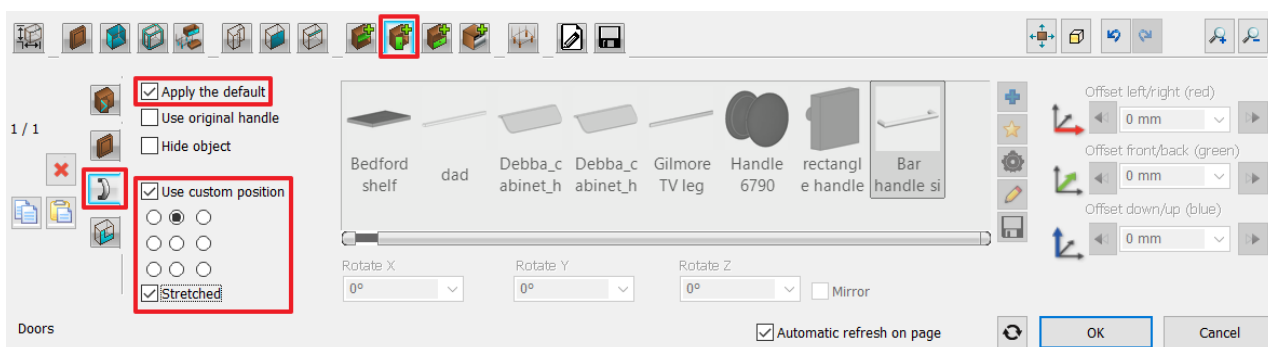 1 / 1
Apply the default
Use original handle
Hide object
Use custom position
Stretched
Doors
Bedford
shelf
dad
Debba_c
abinet_h
Debba_c
abinet_h
Gilmore
TV leg
Handle
6790
rectangl
e handle
Bar
handle si
Rotate X
0°
Rotate Y
0°
Rotate Z
0°
Mirror
Automatic refresh on page
Offset left/right (red)
0 mm
Offset front/back (green)
0 mm
Offset down/up (blue)
0 mm
OK
Cancel